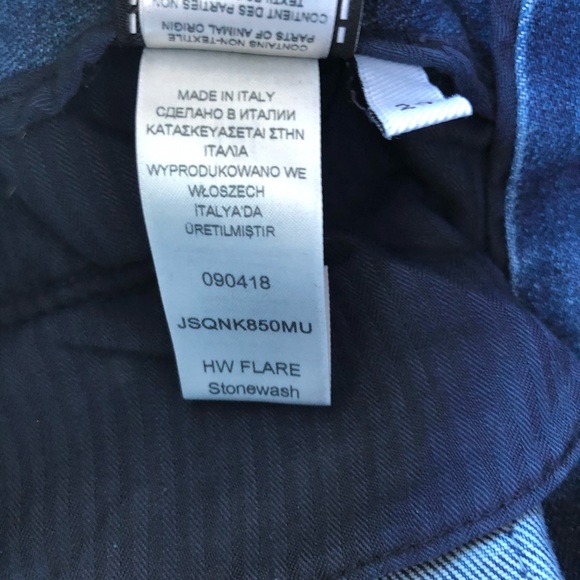 CONTAINS NON-TEXTILE
PARTS OF ANIMAL ORIGIN
CONTIENT DES PARTIES NON
MADE IN ITALY
СДЕЛАНО В ИТАЛИИ
ΚΑΤΑΣΚΕΥΑΣΕΤΑΙ ΣΤΗΝ
ΙΤΑΛΙΑ
WYPRODUKOWANO WE
WŁOSZECH
İTALYA'DA
ÜRETILMIŞTIR
090418
JSQNK850MU
HW FLARE
Stonewash